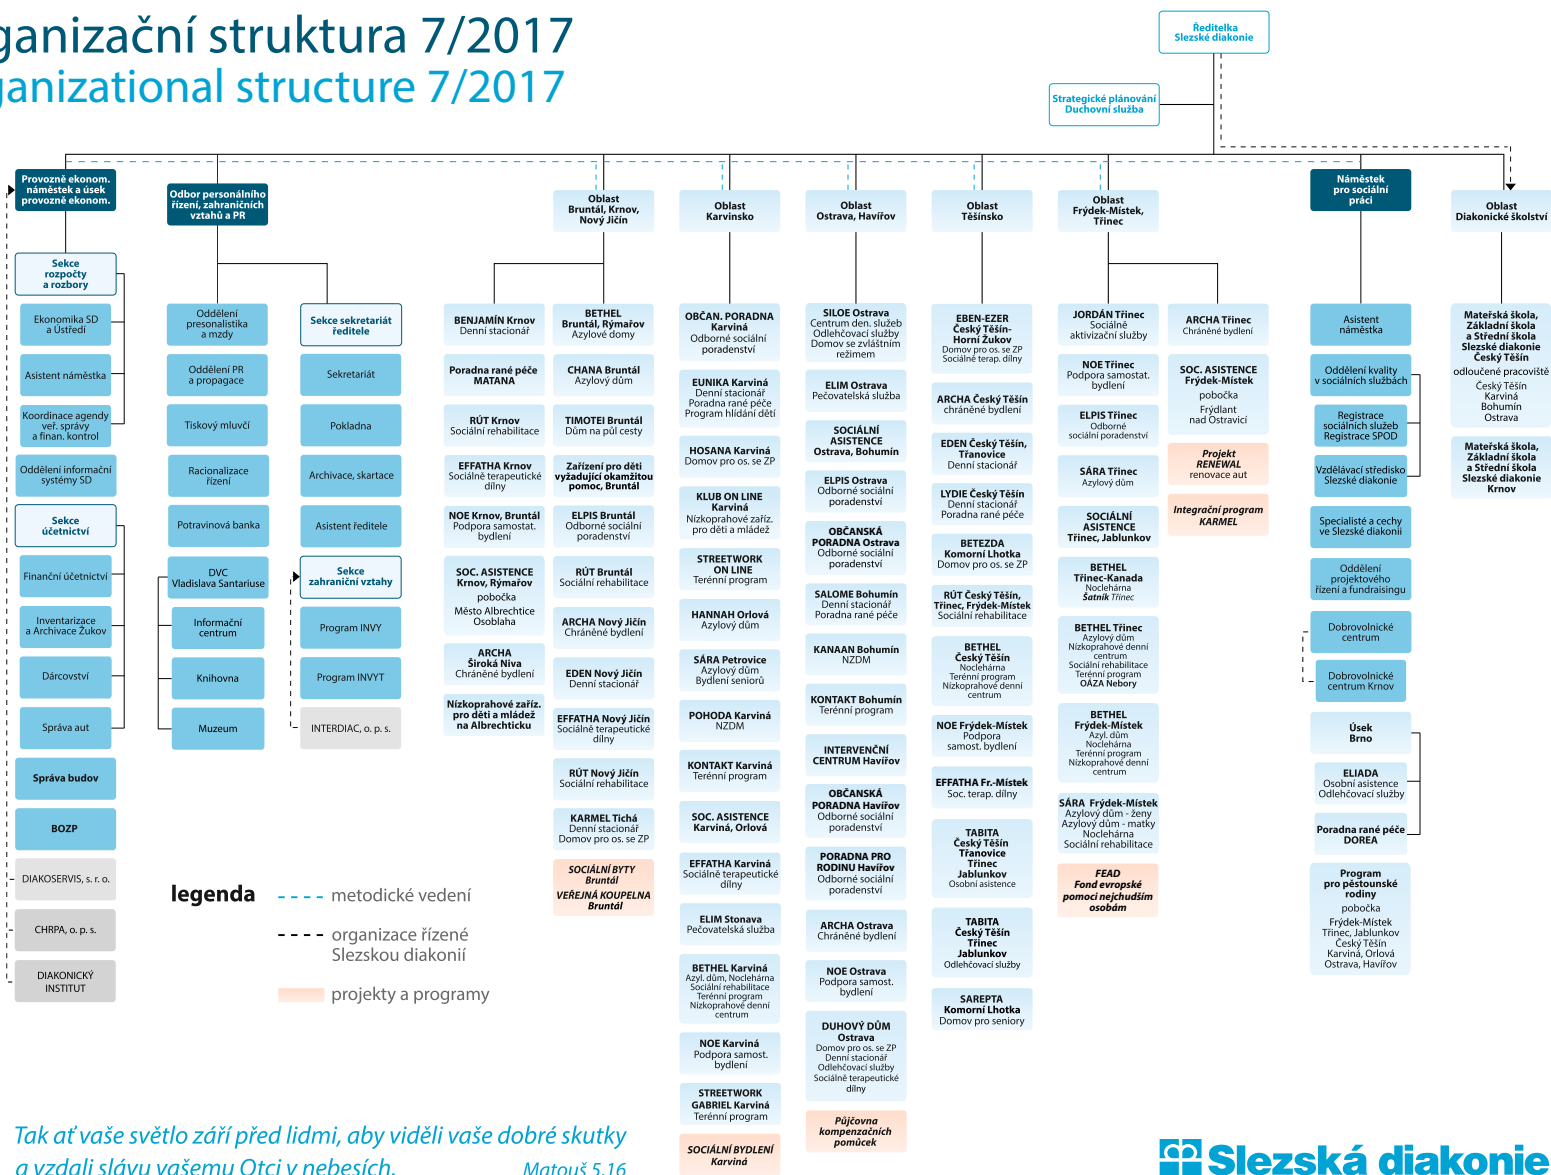 ganizační struktura 7/2017
ganizational structure 7/2017
Ředitelka
Slezské diakonie
Strategické plánování
Duchovní služba
Provozně ekonom.
náměstek a úsek
provozně ekonom.
Odbor personálního
řízení, zahraničních
vztahů a PR
Oblast
Bruntál, Krnov,
Nový Jičín
Oblast
Karvinsko
Oblast
Ostrava, Havířov
Oblast
Těšínsko
Oblast
Frýdek-Místek,
Třinec
Náměstek
pro sociální
práci
Oblast
Diakonické školství
Sekce
rozpočty
a rozbory
Ekonomika SD
a Ústředí
Asistent náměstka
Koordinace agendy
veř. správy
a finan. kontrol
Oddělení informační
systémy SD
Sekce
účetnictví
Finanční účetnictví
Inventarizace
a Archivace Žukov
Dárcovství
Správa aut
Správa budov
BOZP
DIAKOSERVIS, s. r. o.
CHRPA, o. p. s.
DIAKONICKÝ
INSTITUT
Oddělení
presonalistika
a mzdy
Oddělení PR
a propagace
Tiskový mluvčí
Racionalizace
řízení
Potravinová banka
DVC
Vladislava Santariuse
Informační
centrum
Knihovna
Muzeum
Sekce sekretariát
ředitele
Sekretariát
Pokladna
Archivace, skartace
Asistent ředitele
Sekce
zahraniční vztahy
Program INVY
Program INVYT
INTERDIAC, o. p. s.
BENJAMÍN Krnov
Denní stacionář
Poradna rané péče
MATANA
RÚT Krnov
Sociální rehabilitace
EFFATHA Krnov
Sociálně terapeutické
dílny
NOE Krnov, Bruntál
Podpora samostat.
bydlení
SOC. ASISTENCE
Krnov, Rýmařov
pobočka
Město Albrechtice
Osoblaha
ARCHA
Široká Niva
Chráněné bydlení
Nízkoprahové zaříz.
pro děti a mládež
na Albrechticku
BETHEL
Bruntál, Rýmařov
Azylové domy
CHANA Bruntál
Azylový dům
TIMOTEI Bruntál
Dům na půl cesty
Zařízení pro děti
vyžadující okamžitou
pomoc, Bruntál
ELPIS Bruntál
Odborné sociální
poradenství
RÚT Bruntál
Sociální rehabilitace
ARCHA Nový Jičín
Chráněné bydlení
EDEN Nový Jičín
Denní stacionář
EFFATHA Nový Jičín
Sociálně terapeutické
dílny
RÚT Nový Jičín
Sociální rehabilitace
KARMEL Tichá
Denní stacionář
Domov pro os. se ZP
SOCIÁLNÍ BYTY
Bruntál
VEŘEJNÁ KOUPELNA
Bruntál
OBČAN. PORADNA
Karviná
Odborné sociální
poradenství
EUNIKA Karviná
Denní stacionář
Poradna rané péče
Program hlídání dětí
HOSANA Karviná
Domov pro os. se ZP
KLUB ON LINE
Karviná
Nízkoprahové zaříz.
pro děti a mládež
STREETWORK
ON LINE
Terénní program
HANNAH Orlová
Azylový dům
SÁRA Petrovice
Azylový dům
Bydlení seniorů
POHODA Karviná
NZDM
KONTAKT Karviná
Terénní program
SOC. ASISTENCE
Karviná, Orlová
EFFATHA Karviná
Sociálně terapeutické
dílny
ELIM Stonava
Pečovatelská služba
BETHEL Karviná
Azyl. dům, Noclehárna
Sociální rehabilitace
Terénní program
Nízkoprahové denní
centrum
NOE Karviná
Podpora samost.
bydlení
STREETWORK
GABRIEL Karviná
Terénní program
SOCIÁLNÍ BYDLENÍ
Karviná
SILOE Ostrava
Centrum den. služeb
Odlehčovací služby
Domov se zvláštním
režimem
ELIM Ostrava
Pečovatelská služba
SOCIÁLNÍ
ASISTENCE
Ostrava, Bohumín
ELPIS Ostrava
Odborné sociální
poradenství
OBČANSKÁ
PORADNA Ostrava
Odborné sociální
poradenství
SALOME Bohumín
Denní stacionář
Poradna rané péče
KANAAN Bohumín
NZDM
KONTAKT Bohumín
Terénní program
INTERVENČNÍ
CENTRUM Havířov
OBČANSKÁ
PORADNA Havířov
Odborné sociální
poradenství
PORADNA PRO
RODINU Havířov
Odborné sociální
poradenství
ARCHA Ostrava
Chráněné bydlení
NOE Ostrava
Podpora samost.
bydlení
DUHOVÝ DŮM
Ostrava
Domov pro os. se ZP
Denní stacionář
Odlehčovací služby
Sociálně terapeutické
dílny
Půjčovna
kompenzačních
pomůcek
EBEN-EZER
Český Těšín-
Horní Žukov
Domov pro os. se ZP
Sociálně terap. dílny
ARCHA Český Těšín
chráněné bydlení
EDEN Český Těšín,
Třanovice
Denní stacionář
LYDIE Český Těšín
Denní stacionář
Poradna rané péče
BETEZDA
Komorní Lhotka
Domov pro os. se ZP
RÚT Český Těšín,
Třinec, Frýdek-Místek
Sociální rehabilitace
BETHEL
Český Těšín
Noclehárna
Terénní program
Nízkoprahové denní
centrum
NOE Frýdek-Místek
Podpora
samost. bydlení
EFFATHA Fr.-Místek
Soc. terap. dílny
TABITA
Český Těšín
Třanovice
Třinec
Jablunkov
Osobní asistence
TABITA
Český Těšín
Třinec
Jablunkov
Odlehčovací služby
SAREPTA
Komorní Lhotka
Domov pro seniory
JORDÁN Třinec
Sociálně
aktivizační služby
NOE Třinec
Podpora samostat.
bydlení
ELPIS Třinec
Odborné
sociální poradenství
SÁRA Třinec
Azylový dům
SOCIÁLNÍ
ASISTENCE
Třinec, Jablunkov
BETHEL
Třinec-Kanada
Noclehárna
Šatník Třinec
BETHEL Třinec
Azylový dům
Nízkoprahové denní
centrum
Sociální rehabilitace
Terénní program
OÁZA Nebory
BETHEL
Frýdek-Místek
Azyl. dům
Noclehárna
Terénní program
Nízkoprahové denní
centrum
SÁRA Frýdek-Místek
Azylový dům - ženy
Azylový dům - matky
Noclehárna
Sociální rehabilitace
FEAD
Fond evropské
pomoci nejchudším
osobám
ARCHA Třinec
Chráněné bydlení
SOC. ASISTENCE
Frýdek-Místek
pobočka
Frýdlant
nad Ostravicí
Projekt
RENEWAL
renovace aut
Integrační program
KARMEL
Asistent
náměstka
Oddělení kvality
v sociálních službách
Registrace
sociálních služeb
Registrace SPOD
Vzdělávací středisko
Slezské diakonie
Specialisté a cechy
ve Slezské diakonii
Oddělení
projektového
řízení a fundraisingu
Dobrovolnické
centrum
Dobrovolnické
centrum Krnov
Úsek
Brno
ELIADA
Osobní asistence
Odlehčovací služby
Poradna rané péče
DOREA
Program
pro pěstounské
rodiny
pobočka
Frýdek-Místek
Třinec, Jablunkov
Český Těšín
Karviná, Orlová
Ostrava, Havířov
Mateřská škola,
Základní škola
a Střední škola
Slezské diakonie
Český Těšín
odloučené pracoviště
Český Těšín
Karviná
Bohumín
Ostrava
Mateřská škola,
Základní škola
a Střední škola
Slezské diakonie
Krnov
legenda
metodické vedení
organizace řízené
Slezskou diakonií
projekty a programy
Tak ať vaše světlo září před lidmi, aby viděli vaše dobré skutky
a vzdali slávu vašemu Otci v nebesích.
Matouš 5,16
Slezská diakonie